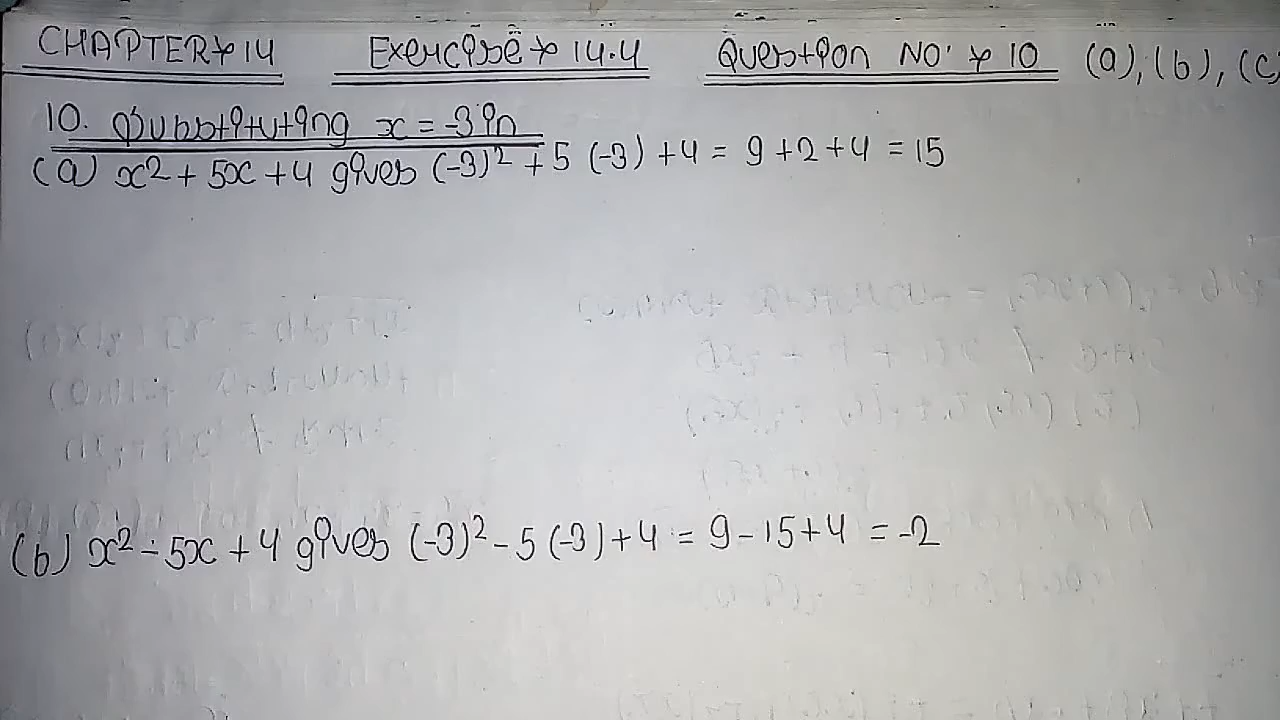 CHAPTER → 14 Exercise → 14.4 Question NO. → 10 (a), (b), (c)
10. Substituting x = -3 in
(a) x² + 5x + 4 gives (-3)² + 5 (-3) + 4 = 9 + 2 + 4 = 15
(b) x² - 5x + 4 gives (-3)² - 5 (-3) + 4 = 9 - 15 + 4 = -2